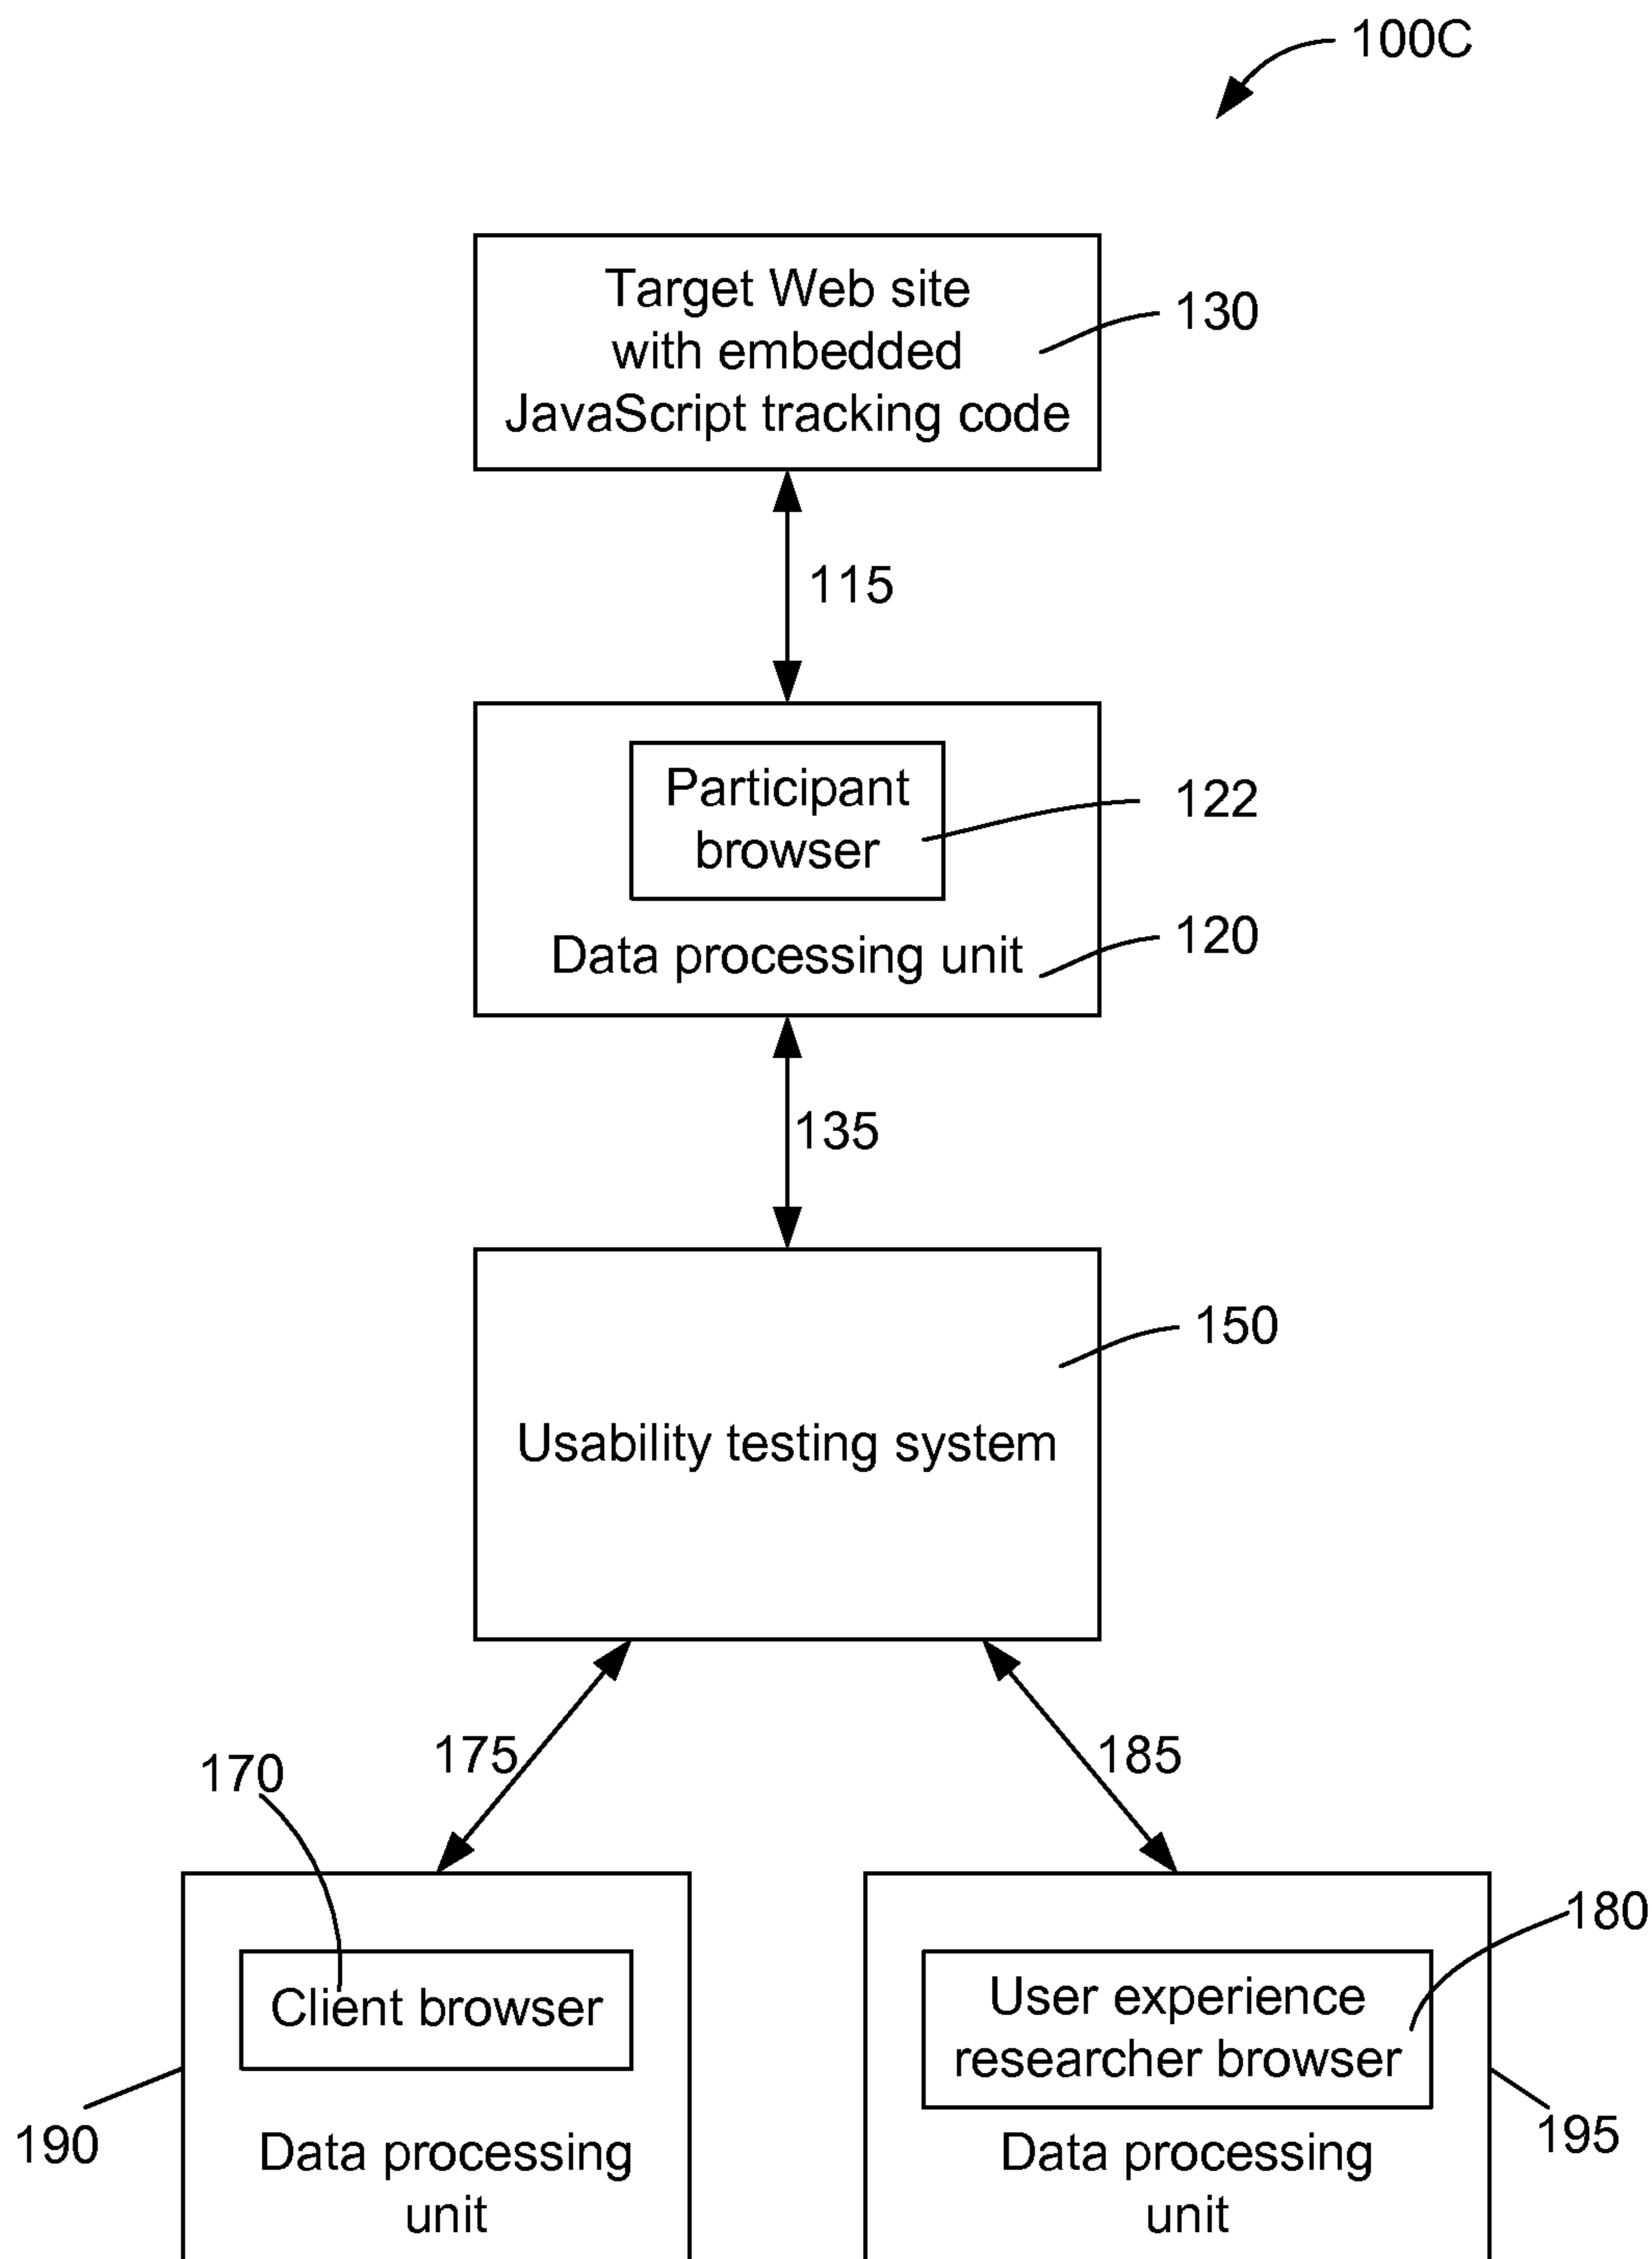 100C
Target Web site
with embedded
JavaScript tracking code
130
115
Participant
browser
122
Data processing unit
120
135
150
Usability testing system
175
185
170
180
Client browser
User experience
researcher browser
190
195
Data processing
unit
Data processing
unit